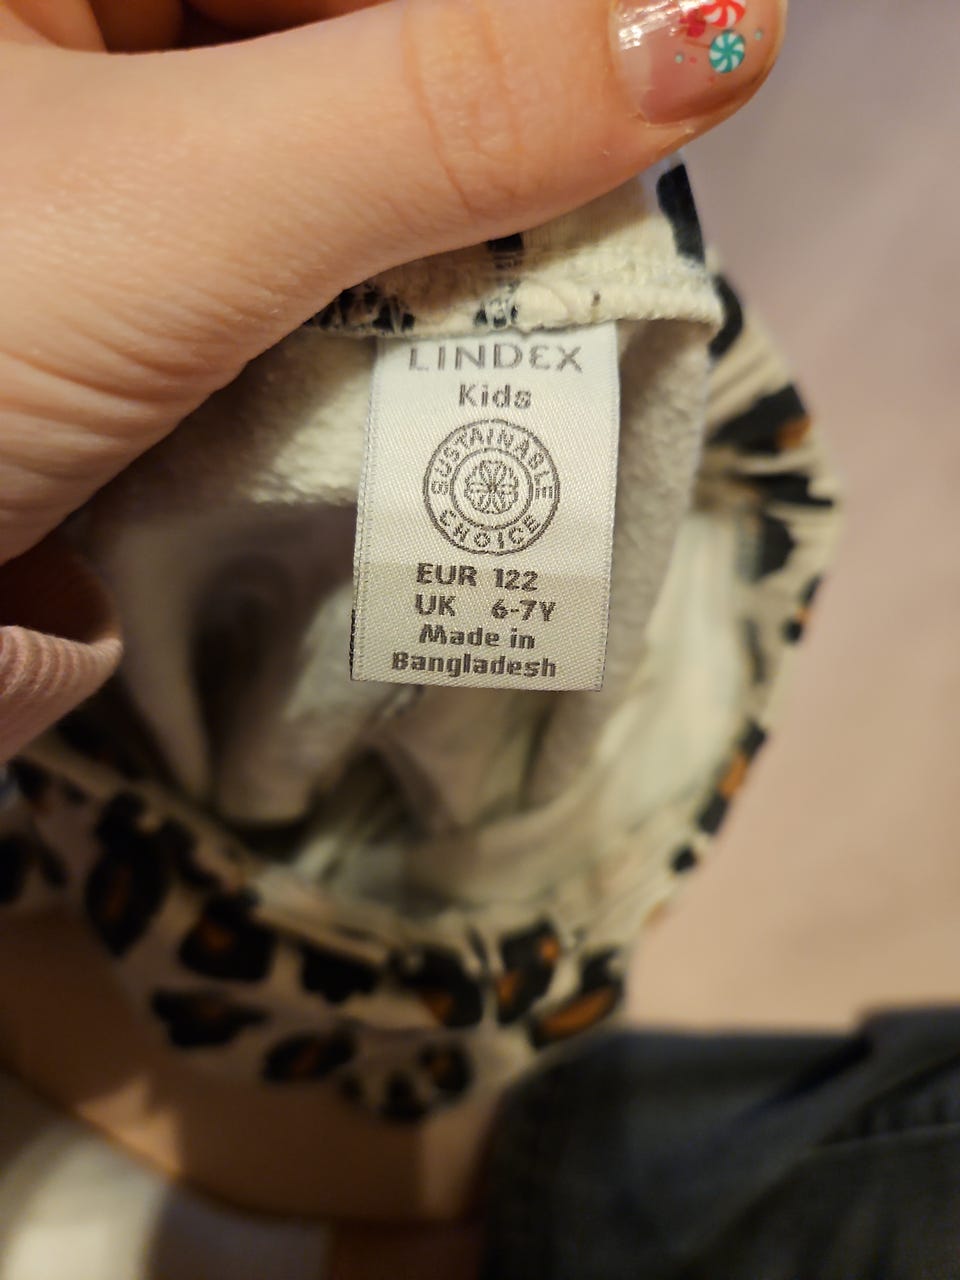 LINDEX
Kids
SUSTAINABLE
CHOICE
EUR 122
UK 6-7Y
Made in
Bangladesh